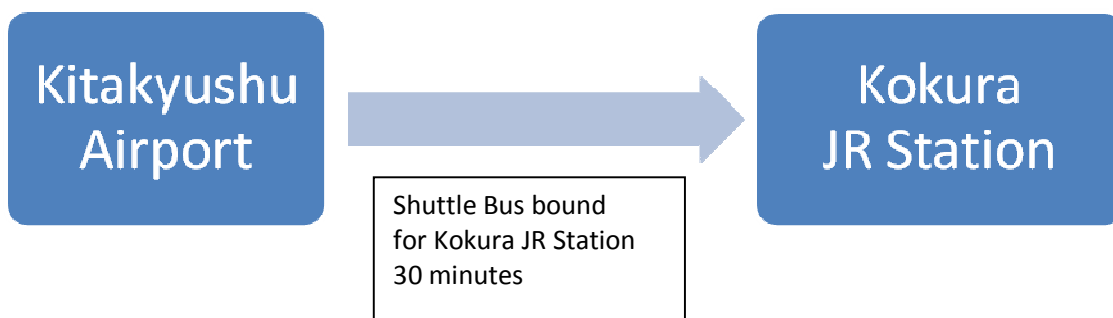 Kitakyushu
Airport
Kokura
JR Station
Shuttle Bus bound
for Kokura JR Station
30 minutes